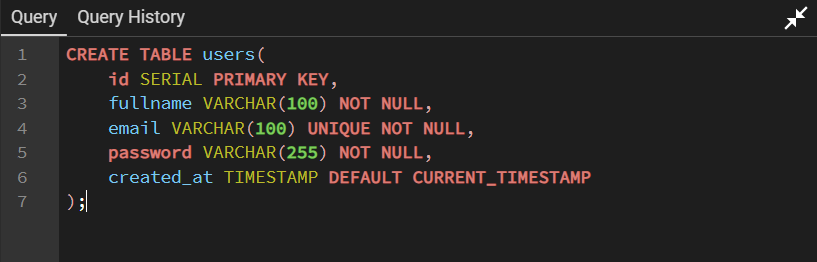 Query Query History
1 CREATE TABLE users(
2 id SERIAL PRIMARY KEY,
3 fullname VARCHAR(100) NOT NULL,
4 email VARCHAR(100) UNIQUE NOT NULL,
5 password VARCHAR(255) NOT NULL,
6 created_at TIMESTAMP DEFAULT CURRENT_TIMESTAMP
7 );